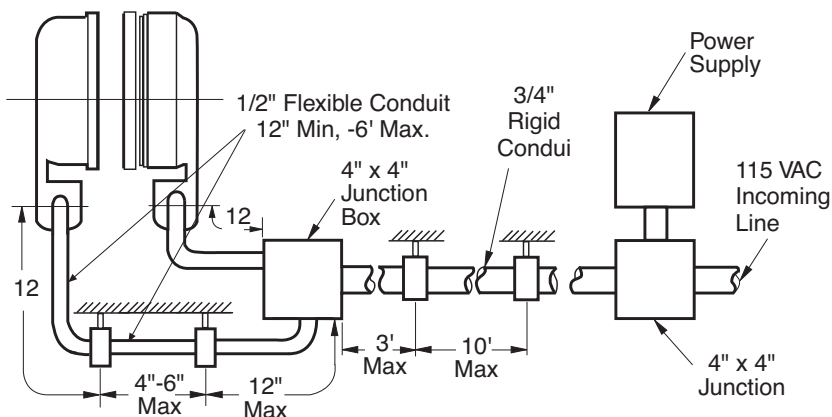 Power
Supply
1/2" Flexible Conduit
12" Min, -6' Max.
3/4"
Rigid
Condui
4" x 4"
Junction
Box
115 VAC
Incoming
Line
12
12
3'
Max
10'
Max
4"-6"
Max
12"
Max
4" x 4"
Junction